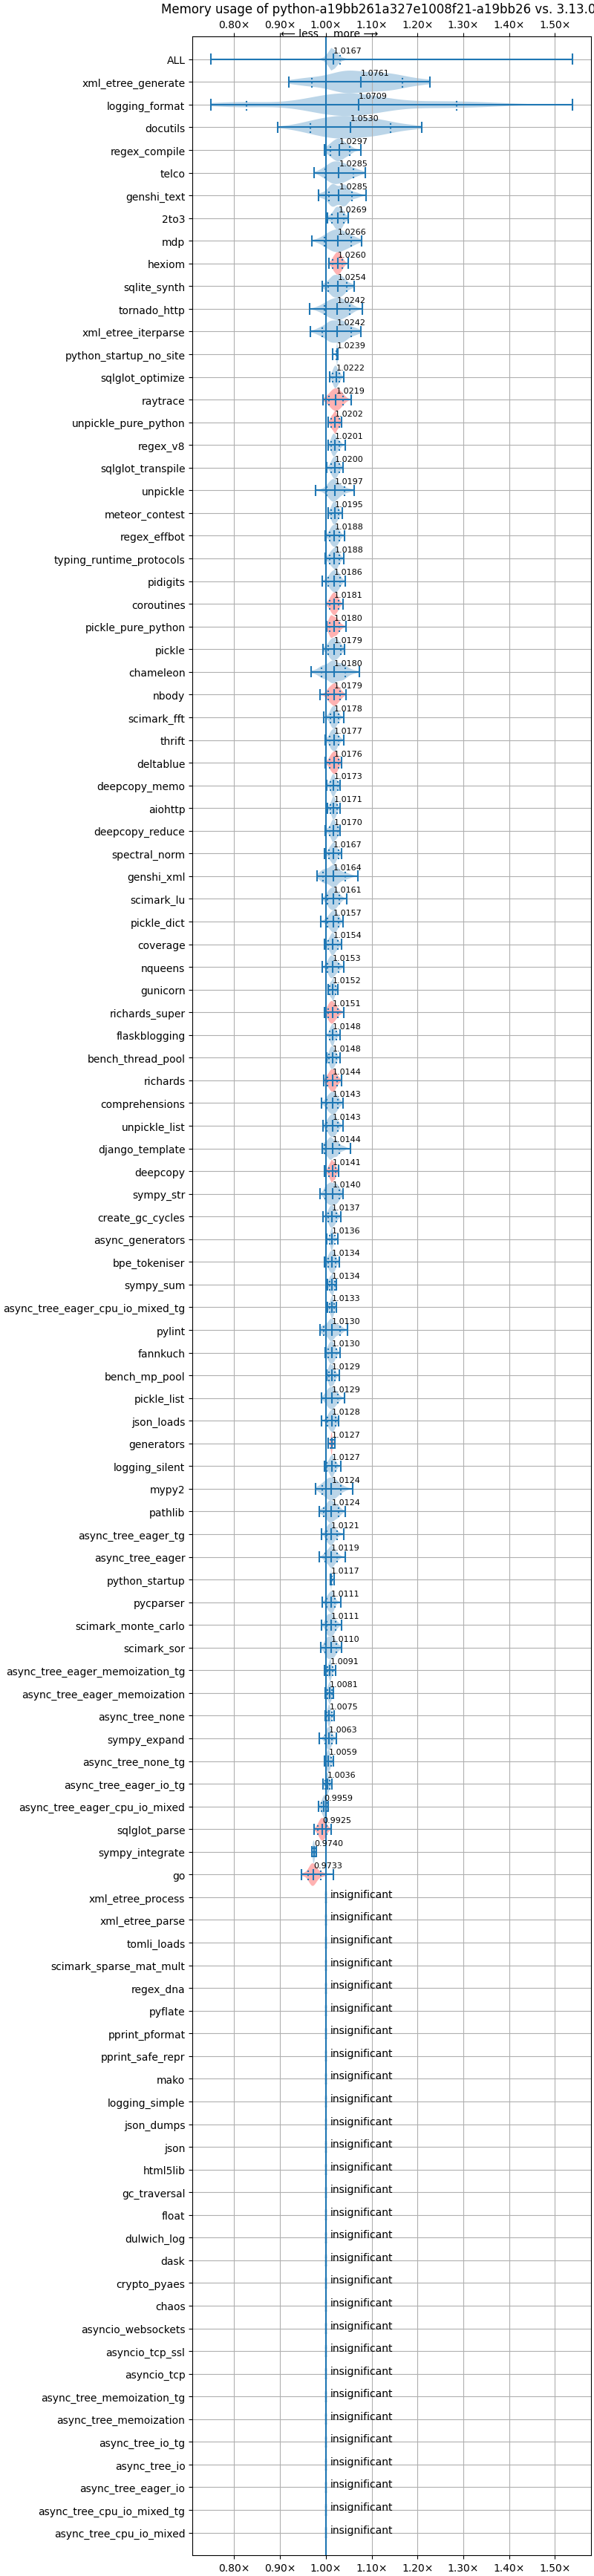 Memory usage of python-a19bb261a327e1008f21-a19bb26 vs. 3.13.0
0.80× 0.90× 1.00× 1.10× 1.20× 1.30× 1.40× 1.50×
⟵ less more ⟶
ALL 1.0167
xml_etree_generate 1.0761
logging_format 1.0709
docutils 1.0530
regex_compile 1.0297
telco 1.0285
genshi_text 1.0285
2to3 1.0269
mdp 1.0266
hexiom 1.0260
sqlite_synth 1.0254
tornado_http 1.0242
xml_etree_iterparse 1.0242
python_startup_no_site 1.0239
sqlglot_optimize 1.0222
raytrace 1.0219
unpickle_pure_python 1.0202
regex_v8 1.0201
sqlglot_transpile 1.0200
unpickle 1.0197
meteor_contest 1.0195
regex_effbot 1.0188
typing_runtime_protocols 1.0188
pidigits 1.0186
coroutines 1.0181
pickle_pure_python 1.0180
pickle 1.0179
chameleon 1.0180
nbody 1.0179
scimark_fft 1.0178
thrift 1.0177
deltablue 1.0176
deepcopy_memo 1.0173
aiohttp 1.0171
deepcopy_reduce 1.0170
spectral_norm 1.0167
genshi_xml 1.0164
scimark_lu 1.0161
pickle_dict 1.0157
coverage 1.0154
nqueens 1.0153
gunicorn 1.0152
richards_super 1.0151
flaskblogging 1.0148
bench_thread_pool 1.0148
richards 1.0144
comprehensions 1.0143
unpickle_list 1.0143
django_template 1.0144
deepcopy 1.0141
sympy_str 1.0140
create_gc_cycles 1.0137
async_generators 1.0136
bpe_tokeniser 1.0134
sympy_sum 1.0134
async_tree_eager_cpu_io_mixed_tg 1.0133
pylint 1.0130
fannkuch 1.0130
bench_mp_pool 1.0129
pickle_list 1.0129
json_loads 1.0128
generators 1.0127
logging_silent 1.0127
mypy2 1.0124
pathlib 1.0124
async_tree_eager_tg 1.0121
async_tree_eager 1.0119
python_startup 1.0117
pycparser 1.0111
scimark_monte_carlo 1.0111
scimark_sor 1.0110
async_tree_eager_memoization_tg 1.0091
async_tree_eager_memoization 1.0081
async_tree_none 1.0075
sympy_expand 1.0063
async_tree_none_tg 1.0059
async_tree_eager_io_tg 1.0036
async_tree_eager_cpu_io_mixed 0.9959
sqlglot_parse 0.9925
sympy_integrate 0.9740
go 0.9733
xml_etree_process insignificant
xml_etree_parse insignificant
tomli_loads insignificant
scimark_sparse_mat_mult insignificant
regex_dna insignificant
pyflate insignificant
pprint_pformat insignificant
pprint_safe_repr insignificant
mako insignificant
logging_simple insignificant
json_dumps insignificant
json insignificant
html5lib insignificant
gc_traversal insignificant
float insignificant
dulwich_log insignificant
dask insignificant
crypto_pyaes insignificant
chaos insignificant
asyncio_websockets insignificant
asyncio_tcp_ssl insignificant
asyncio_tcp insignificant
async_tree_memoization_tg insignificant
async_tree_memoization insignificant
async_tree_io_tg insignificant
async_tree_io insignificant
async_tree_eager_io insignificant
async_tree_cpu_io_mixed_tg insignificant
async_tree_cpu_io_mixed insignificant
0.80× 0.90× 1.00× 1.10× 1.20× 1.30× 1.40× 1.50×